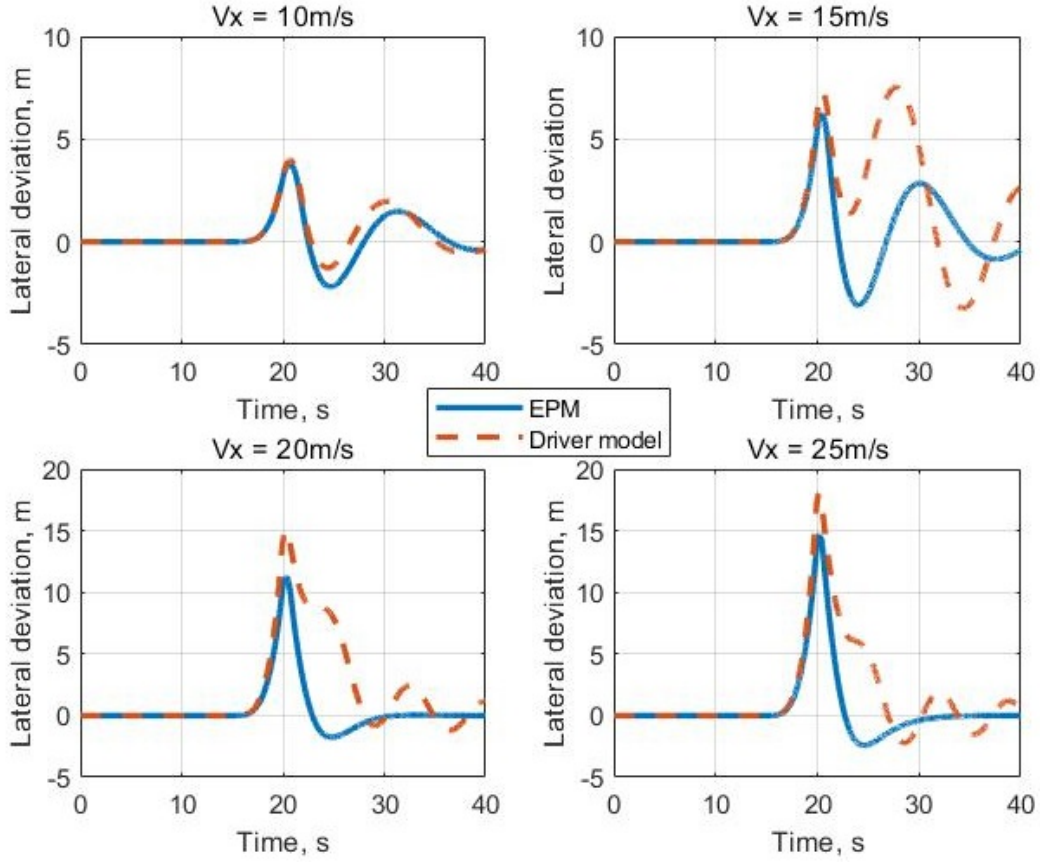 Vx = 10m/s
10
5
0
-5
0 10 20 30 40
Lateral deviation, m
Time, s
Vx = 15m/s
10
5
0
-5
0 10 20 30 40
Lateral deviation
Time, s
EPM
Driver model
Vx = 20m/s
20
15
10
5
0
-5
0 10 20 30 40
Lateral deviation, m
Time, s
Vx = 25m/s
20
15
10
5
0
-5
0 10 20 30 40
Lateral deviation, m
Time, s